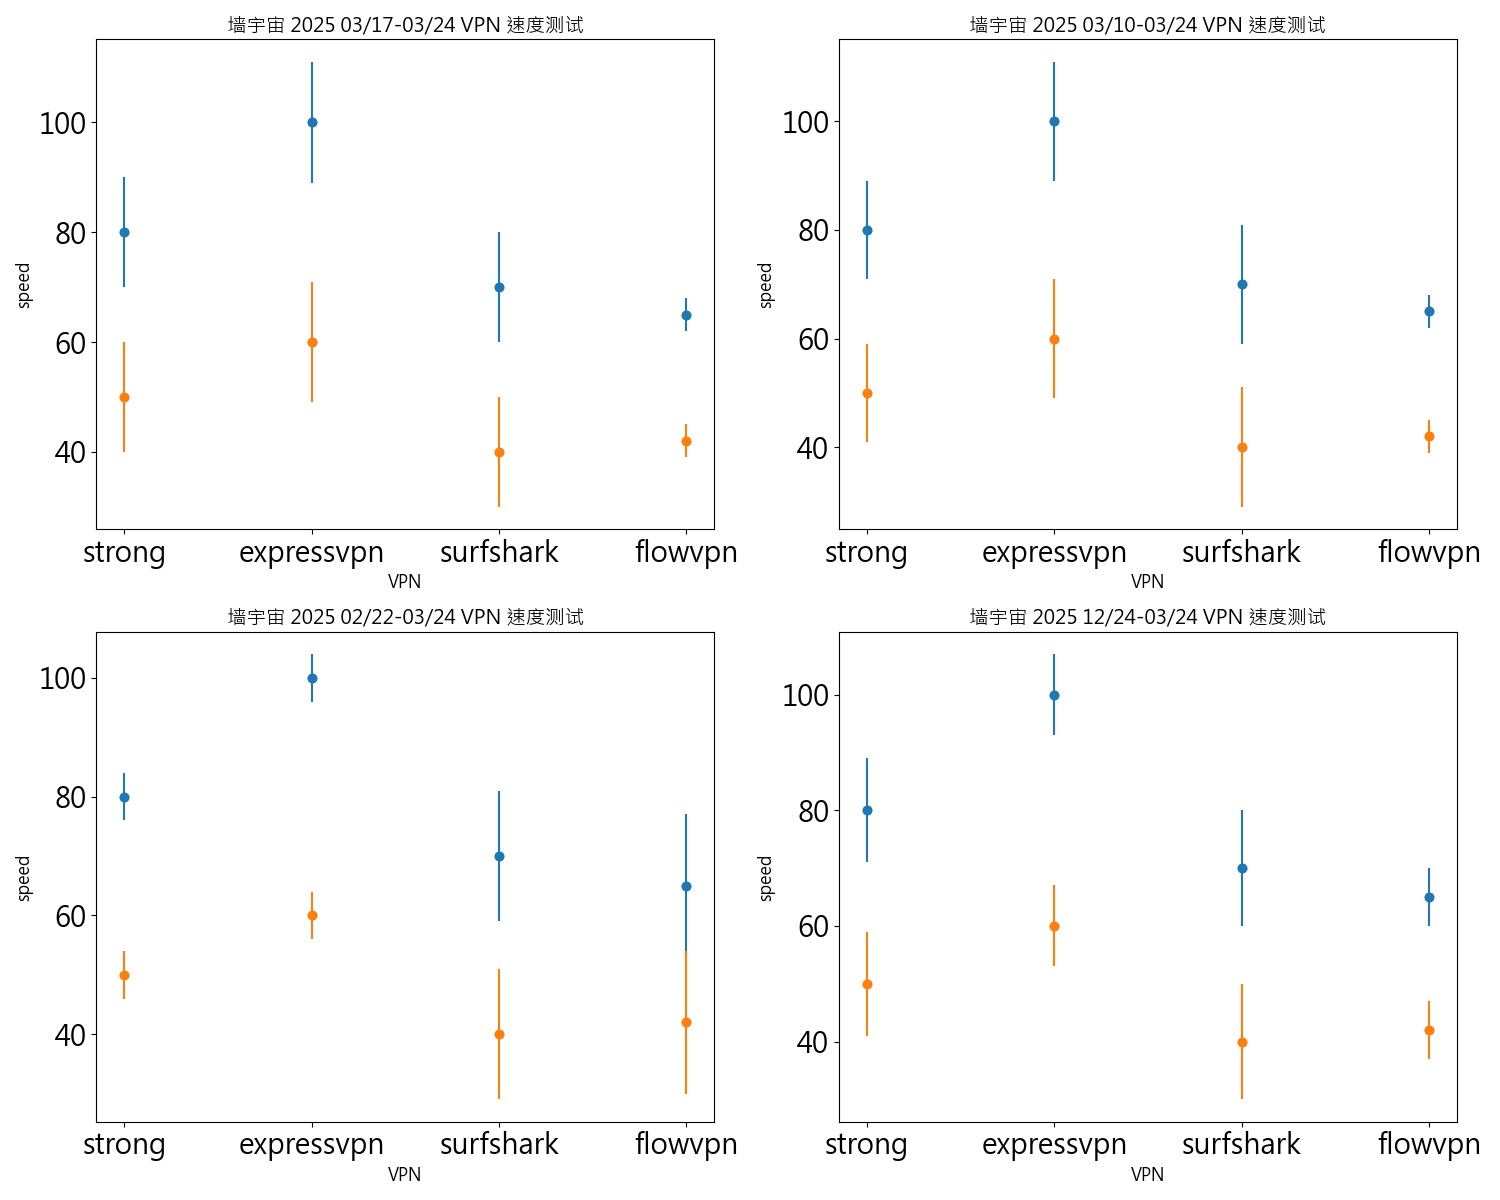 墙宇宙 2025 03/17-03/24 VPN 速度测试
100
80
60
40
speed
strong expressvpn surfshark flowvpn
VPN
墙宇宙 2025 03/10-03/24 VPN 速度测试
100
80
60
40
speed
strong expressvpn surfshark flowvpn
VPN
墙宇宙 2025 02/22-03/24 VPN 速度测试
100
80
60
40
speed
strong expressvpn surfshark flowvpn
VPN
墙宇宙 2025 12/24-03/24 VPN 速度测试
100
80
60
40
speed
strong expressvpn surfshark flowvpn
VPN